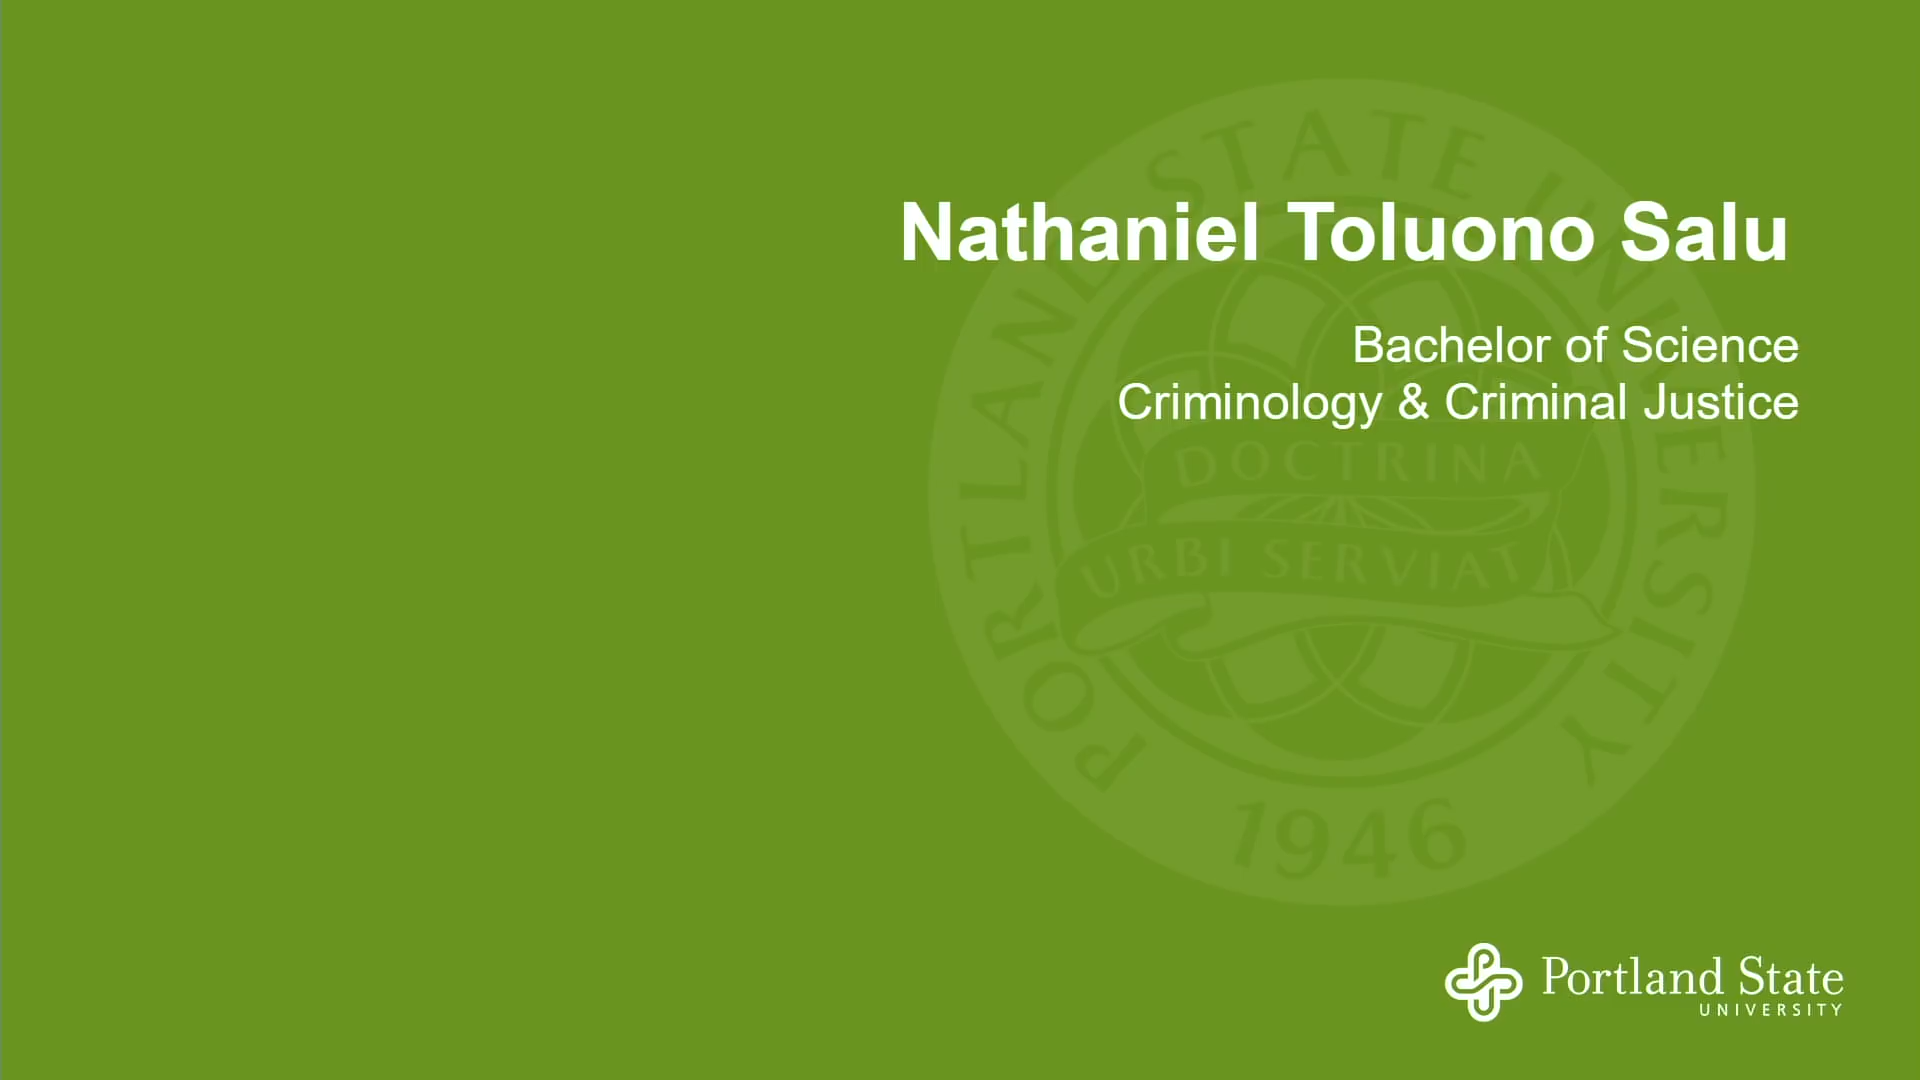 Nathaniel Toluono Salu
Bachelor of Science
Criminology & Criminal Justice
PORTLAND STATE UNIVERSITY
DOCTRINA
URBI SERVIAT
1946
Portland State
UNIVERSITY